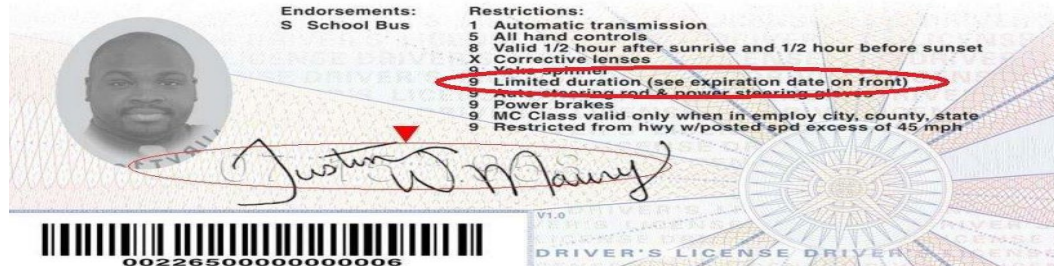 Endorsements:
S School Bus
Restrictions:
1 Automatic transmission
5 All hand controls
8 Valid 1/2 hour after sunrise and 1/2 hour before sunset
X Corrective lenses
9 Yoke spinner
9 Limited duration (see expiration date on front)
9 Auto steering rod & power steering gloves
9 Power brakes
9 MC Class valid only when in employ city, county, state
9 Restricted from hwy w/posted spd excess of 45 mph
Justin W Maury
V1.0
00226500000000006
DRIVER'S LICENSE DRIVER LICENSE